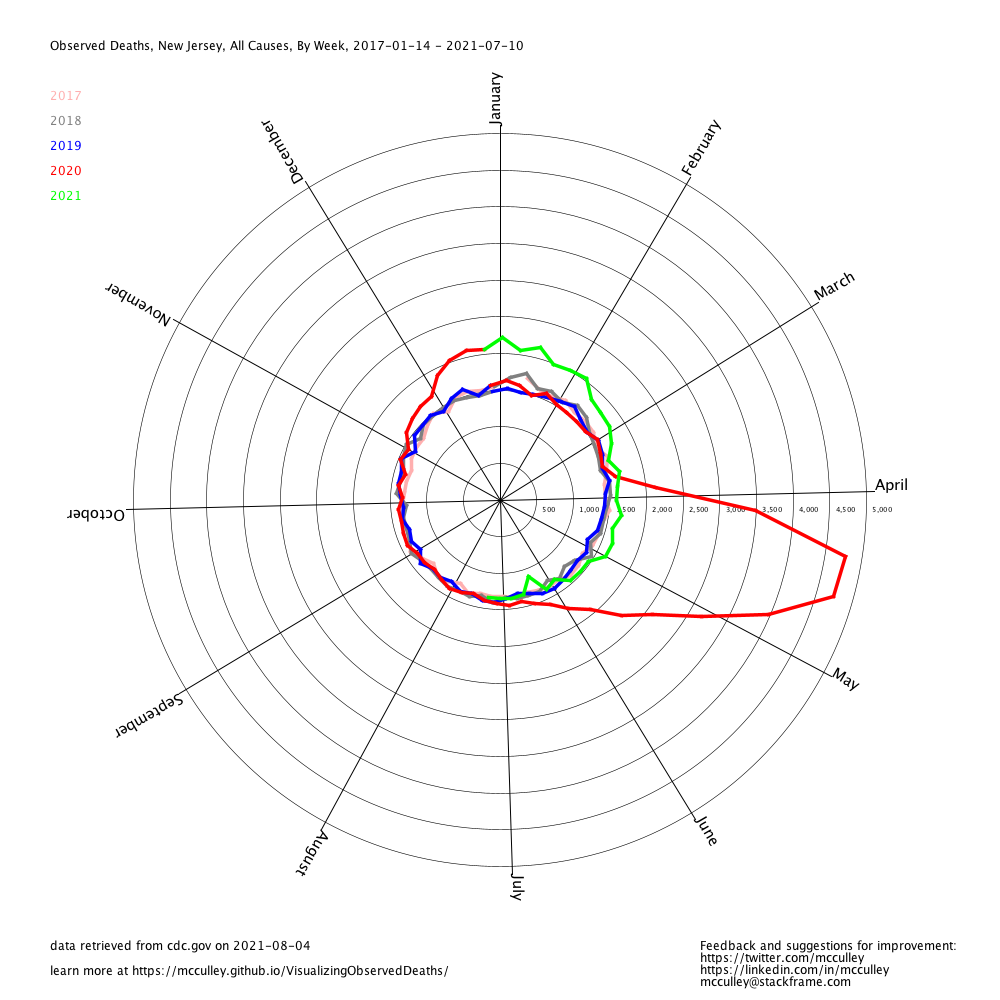 Observed Deaths, New Jersey, All Causes, By Week, 2017-01-14 - 2021-07-10
2017
2018
2019
2020
2021
January
February
March
April
May
June
July
August
September
October
November
December
500
1,000
1,500
2,000
2,500
3,000
3,500
4,000
4,500
5,000
data retrieved from cdc.gov on 2021-08-04
learn more at https://mcculley.github.io/VisualizingObservedDeaths/
Feedback and suggestions for improvement:
https://twitter.com/mcculley
https://linkedin.com/in/mcculley
mcculley@stackframe.com